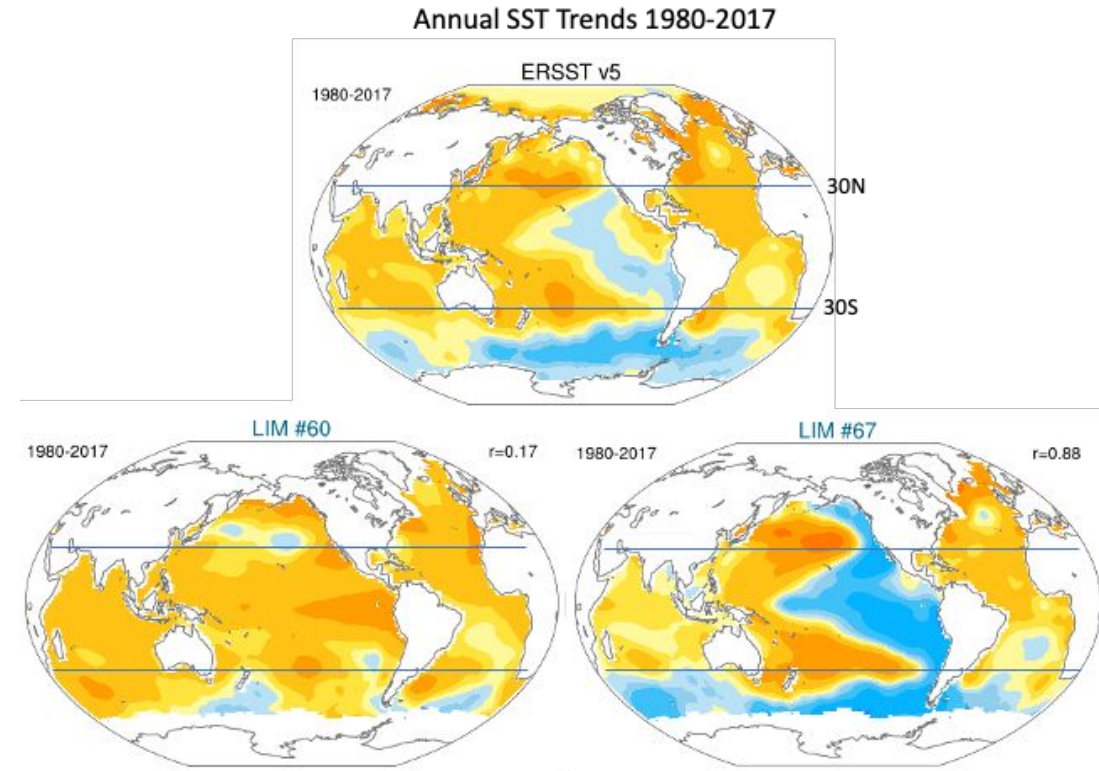 Annual SST Trends 1980-2017
ERSST v5
1980-2017
30N
30S
LIM #60
1980-2017
r=0.17
LIM #67
1980-2017
r=0.88